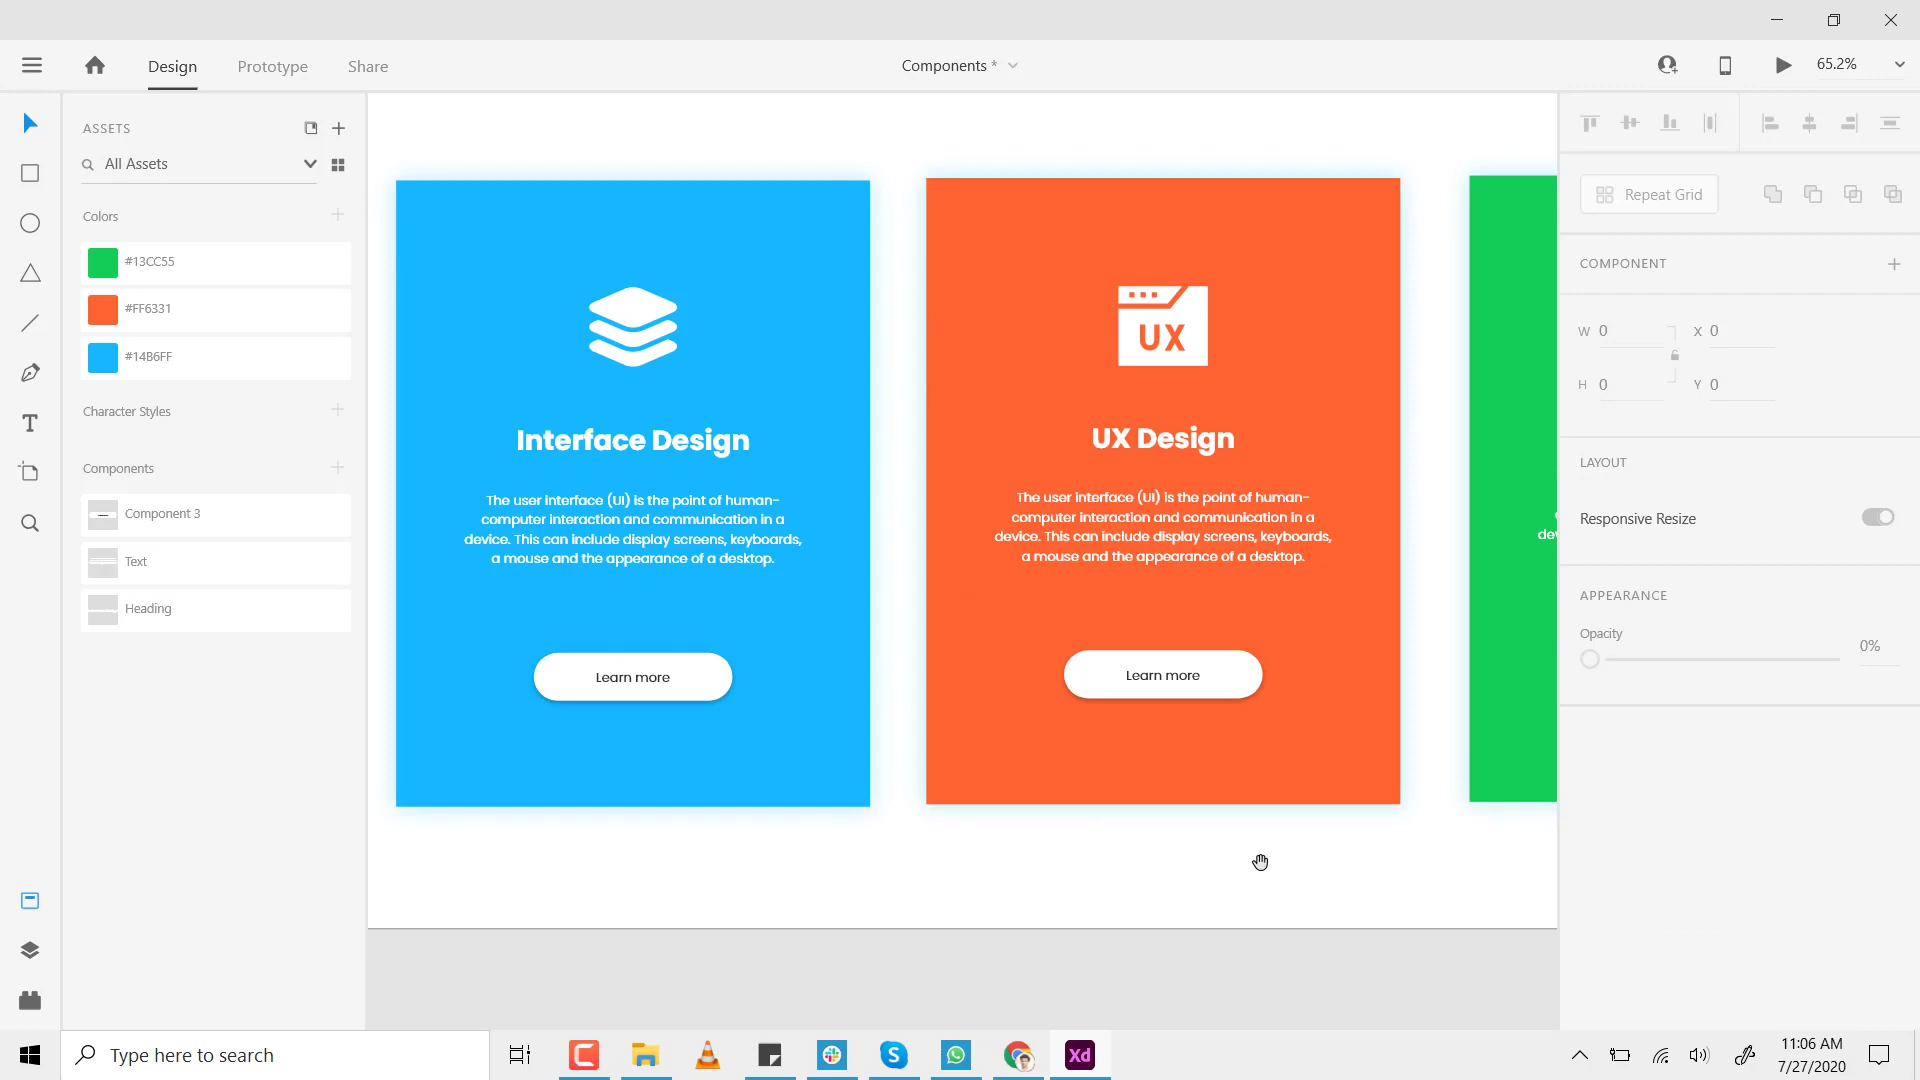 Design
Prototype
Share
Components *
65.2%
ASSETS
All Assets
Colors
#13CC55
#FF6331
#14B6FF
Character Styles
Components
Component 3
Text
Heading
Interface Design
The user interface (UI) is the point of human-
computer interaction and communication in a
device. This can include display screens, keyboards,
a mouse and the appearance of a desktop.
Learn more
UX
UX Design
The user interface (UI) is the point of human-
computer interaction and communication in a
device. This can include display screens, keyboards,
a mouse and the appearance of a desktop.
Learn more
Repeat Grid
COMPONENT
W 0
X 0
H 0
Y 0
LAYOUT
Responsive Resize
APPEARANCE
Opacity
0%
Type here to search
S
Xd
11:06 AM
7/27/2020